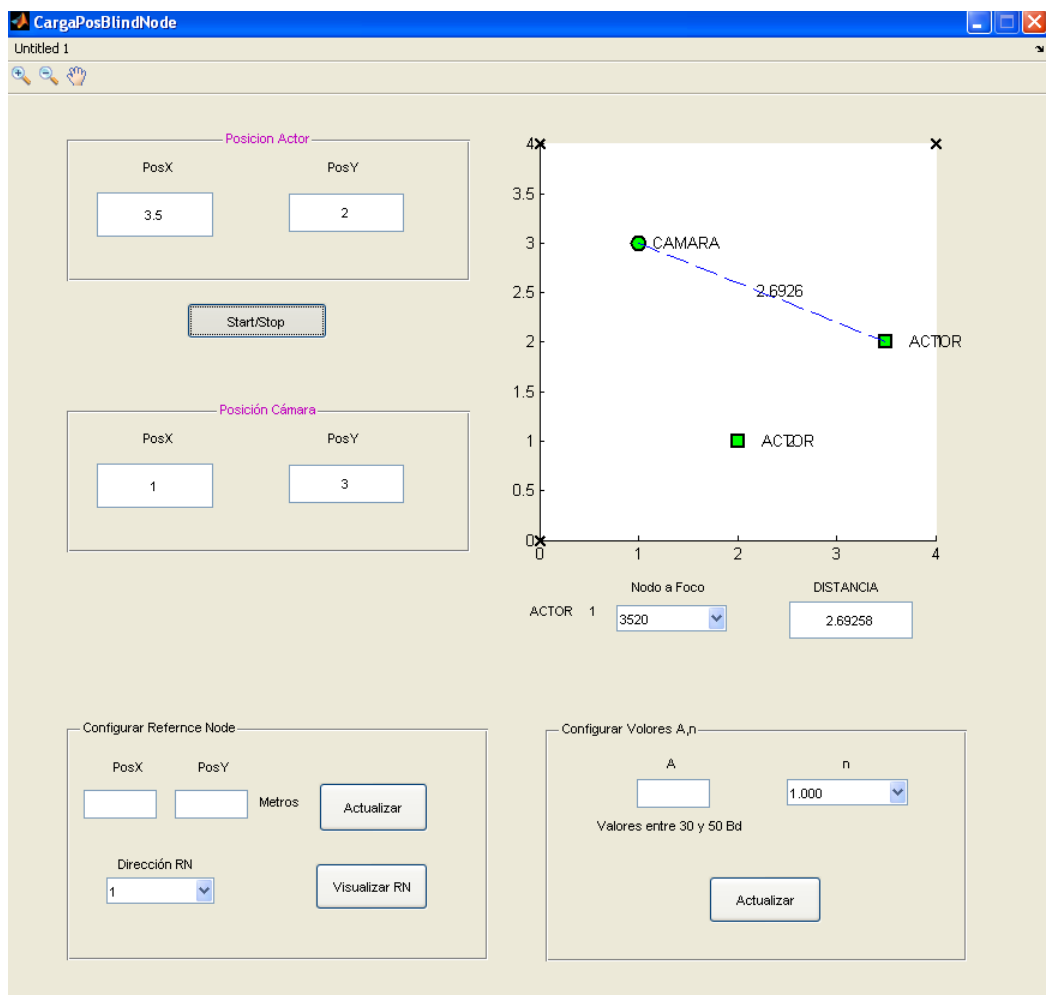 CargaPosBlindNode
Untitled 1
Posicion Actor
PosX PosY
3.5 2
Start/Stop
Posición Cámara
PosX PosY
1 3
4
3.5
3
2.5
2
1.5
1
0.5
0
0 1 2 3 4
CAMARA
2.6926
ACTOR 1
ACTOR 2
Nodo a Foco DISTANCIA
ACTOR 1 3520 2.69258
Configurar Refernce Node
PosX PosY
Metros
Actualizar
Dirección RN
1
Visualizar RN
Configurar Valores A,n
A n
1.000
Valores entre 30 y 50 Bd
Actualizar